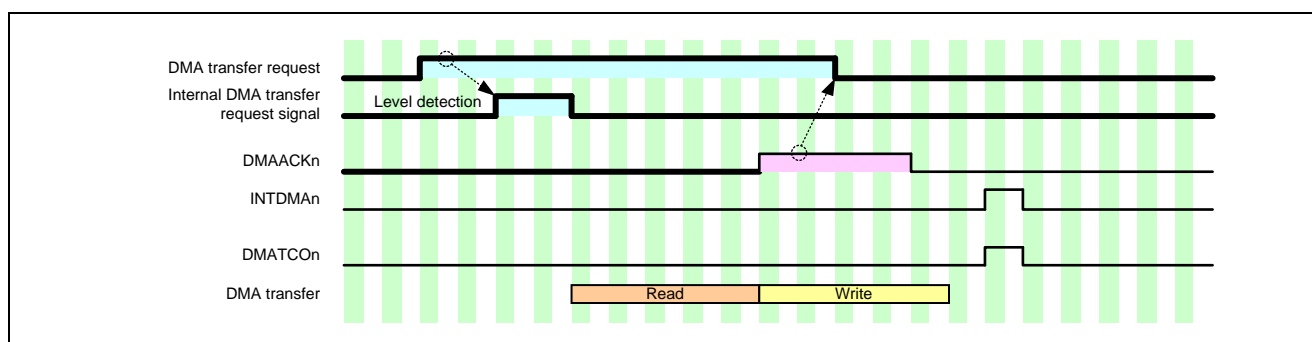 DMA transfer request
Internal DMA transfer
request signal
Level detection
DMAACKn
INTDMAn
DMATCOn
DMA transfer
Read
Write